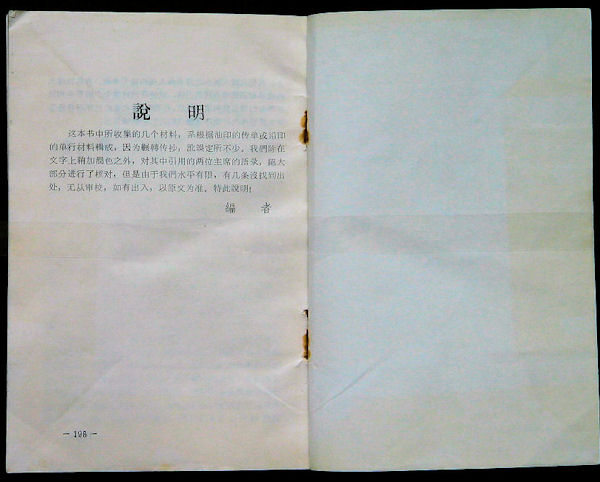 說 明
这本书中所收集的几个材料，系根据油印的传单或沿印
的单行材料輯成，因为輾轉传抄，訛誤定所不少。我們除在
文字上稍加潤色之外，对其中引用的两位主席的语录，絕大
部分进行了核对，但是由于我們水平有限，有几条沒找到出
处，无从审校，如有出入，以原文为准。特此說明！
編 者
— 198 —